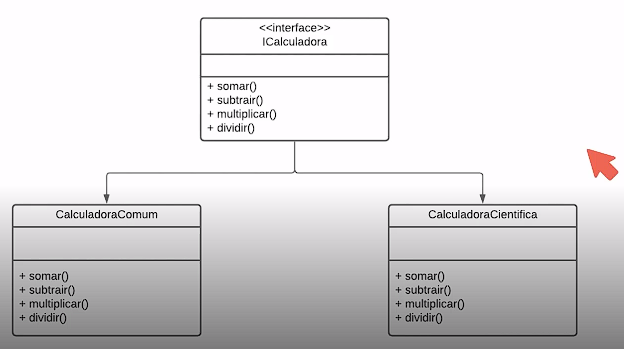 <<interface>>
ICalculadora
+ somar()
+ subtrair()
+ multiplicar()
+ dividir()
CalculadoraComum
+ somar()
+ subtrair()
+ multiplicar()
+ dividir()
CalculadoraCientifica
+ somar()
+ subtrair()
+ multiplicar()
+ dividir()